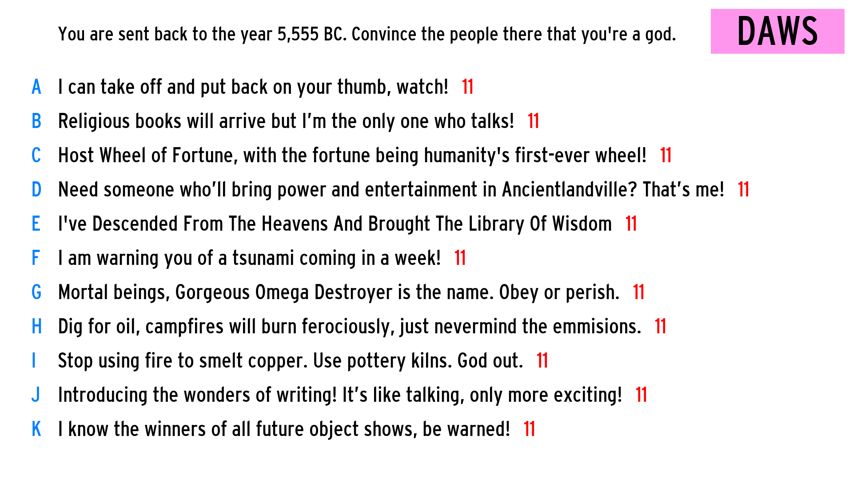 You are sent back to the year 5,555 BC. Convince the people there that you're a god.
DAWS
A I can take off and put back on your thumb, watch! 11
B Religious books will arrive but I’m the only one who talks! 11
C Host Wheel of Fortune, with the fortune being humanity's first-ever wheel! 11
D Need someone who’ll bring power and entertainment in Ancientlandville? That’s me! 11
E I've Descended From The Heavens And Brought The Library Of Wisdom 11
F I am warning you of a tsunami coming in a week! 11
G Mortal beings, Gorgeous Omega Destroyer is the name. Obey or perish. 11
H Dig for oil, campfires will burn ferociously, just nevermind the emmisions. 11
I Stop using fire to smelt copper. Use pottery kilns. God out. 11
J Introducing the wonders of writing! It’s like talking, only more exciting! 11
K I know the winners of all future object shows, be warned! 11